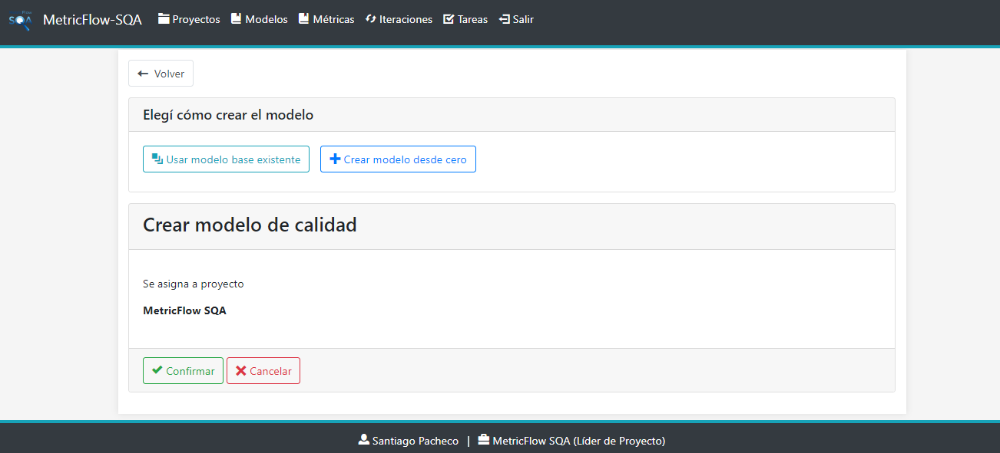 Flow
SQA
MetricFlow-SQA Proyectos Modelos Métricas Iteraciones Tareas Salir
Volver
Elegí cómo crear el modelo
Usar modelo base existente Crear modelo desde cero
Crear modelo de calidad
Se asigna a proyecto
MetricFlow SQA
Confirmar Cancelar
Santiago Pacheco | MetricFlow SQA (Líder de Proyecto)